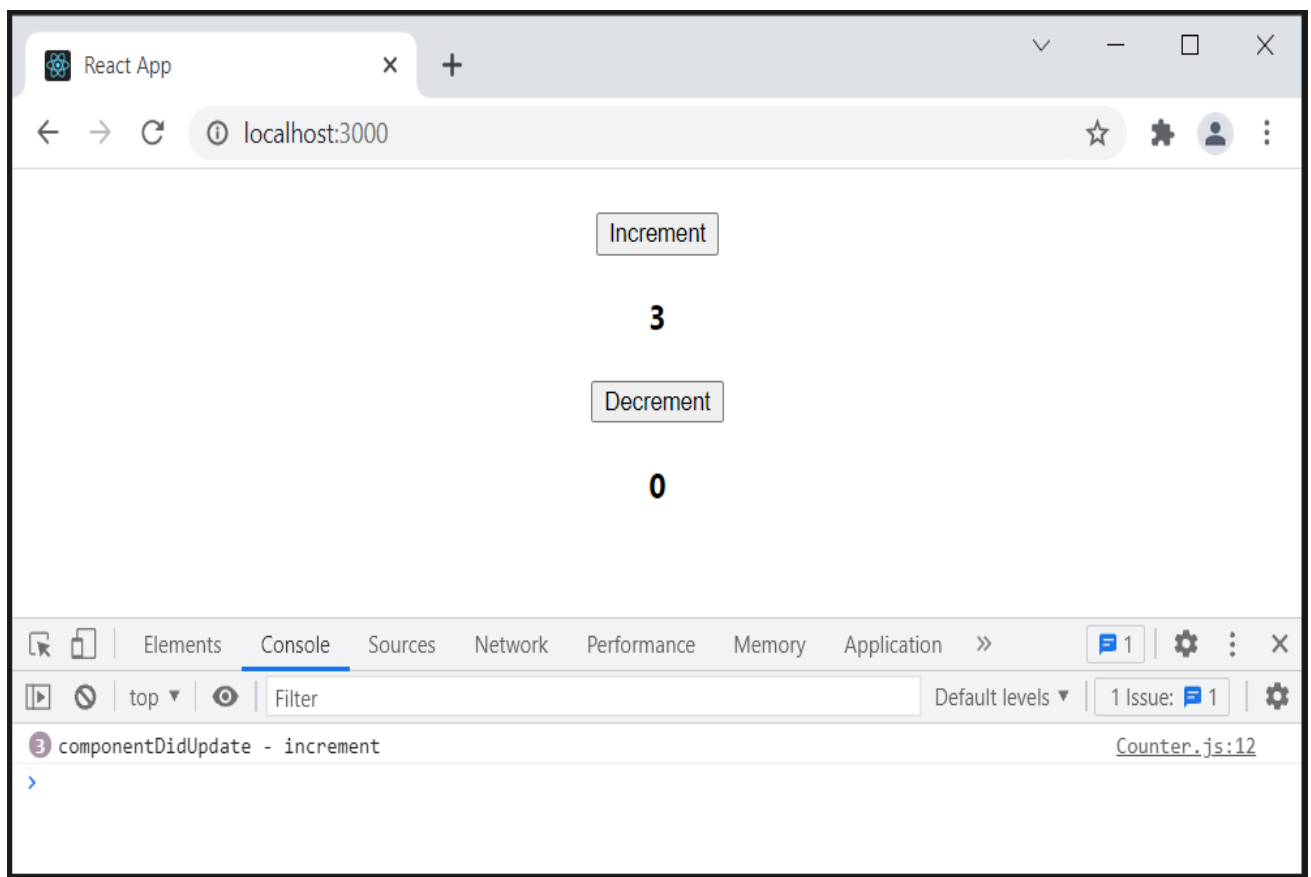 React App
localhost:3000
Increment
3
Decrement
0
Elements Console Sources Network Performance Memory Application 1
top Filter Default levels 1 Issue: 1
3 componentDidUpdate - increment Counter.js:12